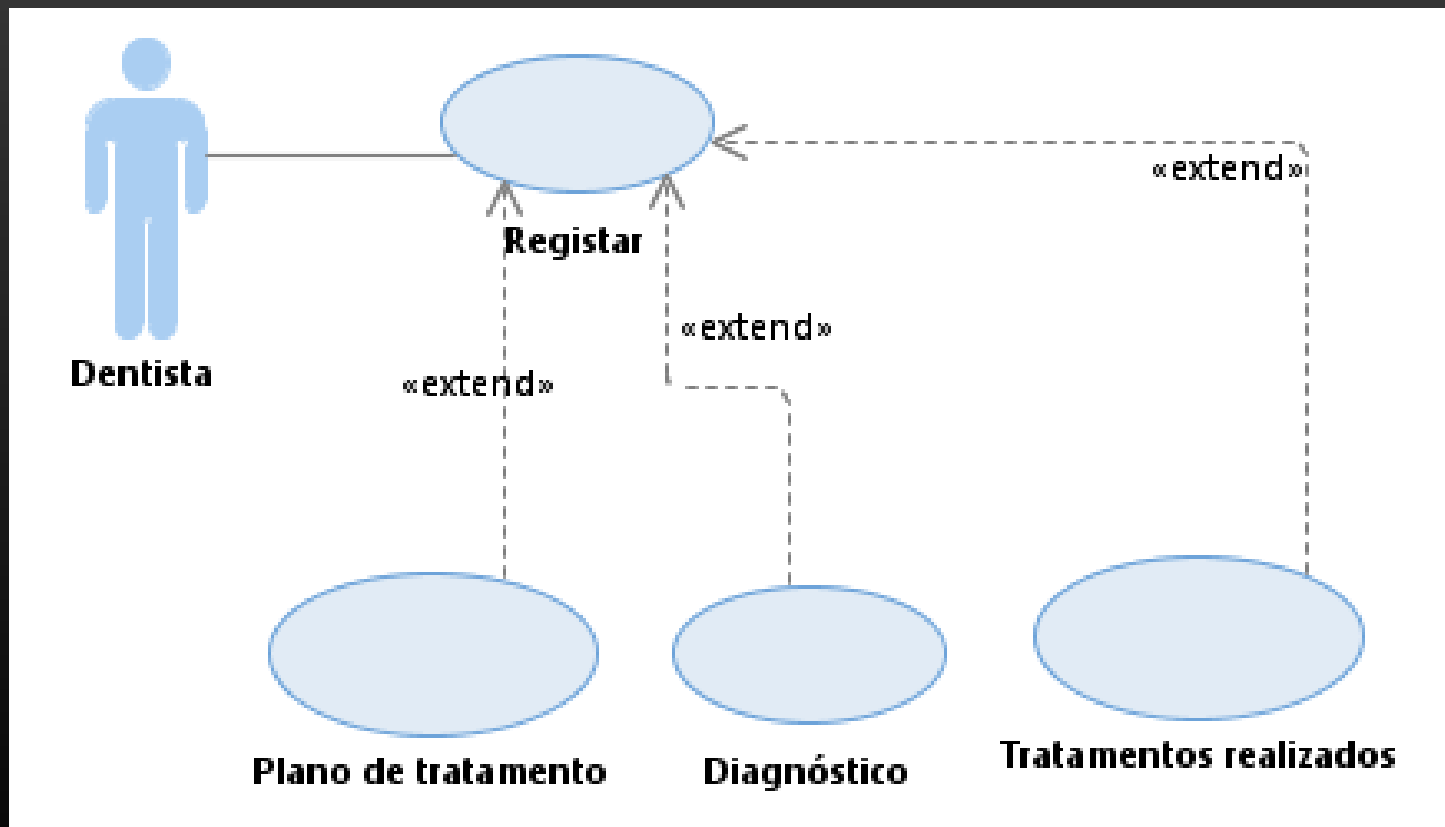 «extend»
Registar
«extend»
Dentista
«extend»
Plano de tratamento
Diagnóstico
Tratamentos realizados